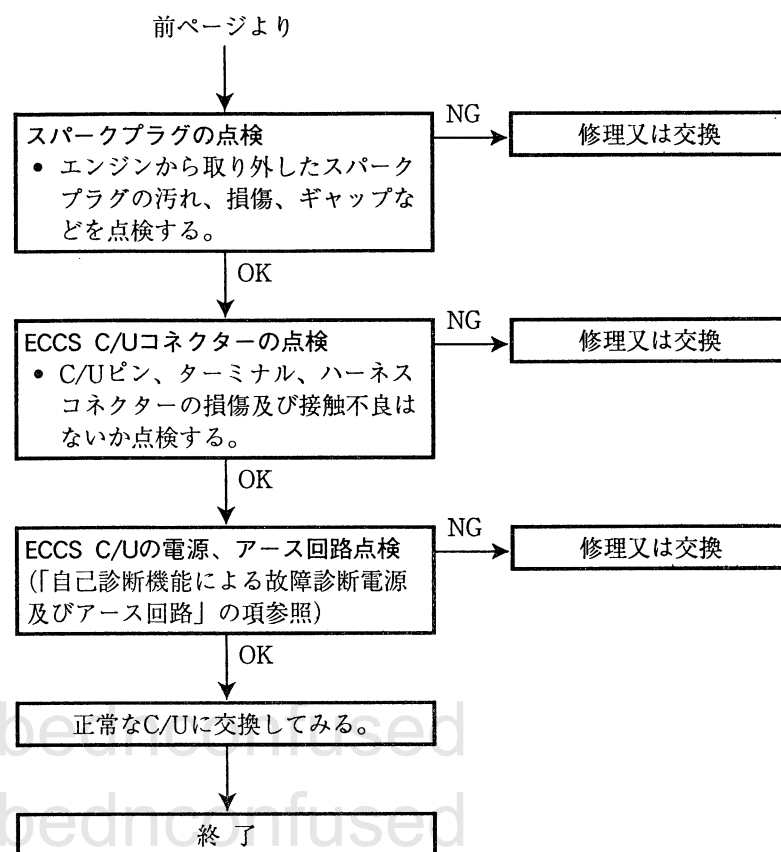 前ページより
スパークプラグの点検
• エンジンから取り外したスパーク
プラグの汚れ、損傷、ギャップな
どを点検する。
NG
修理又は交換
OK
ECCS C/Uコネクターの点検
• C/Uピン、ターミナル、ハーネス
コネクターの損傷及び接触不良は
ないか点検する。
NG
修理又は交換
OK
ECCS C/Uの電源、アース回路点検
(「自己診断機能による故障診断電源
及びアース回路」の項参照)
NG
修理又は交換
OK
正常なC/Uに交換してみる。
bednconfused
終 了
bednconfused